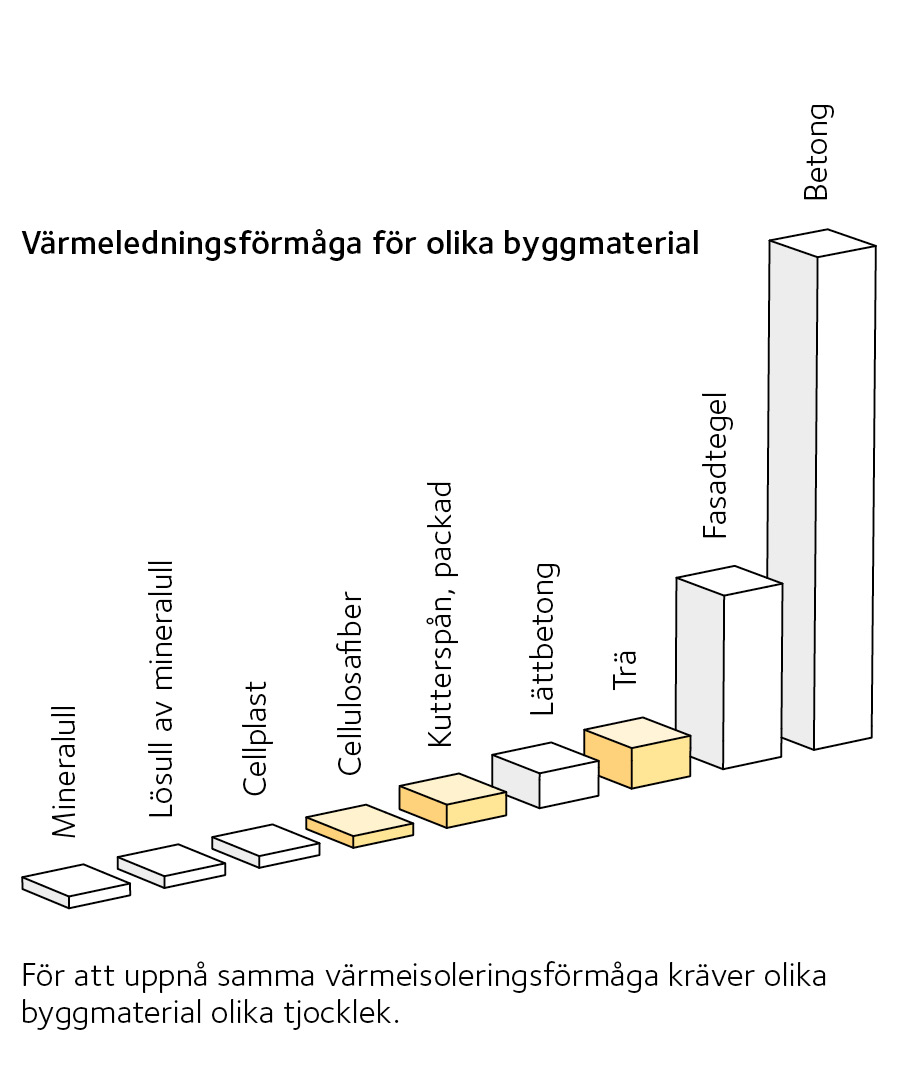 Värmeledningsförmåga för olika byggmaterial
Mineralull
Lösull av mineralull
Cellplast
Cellulosafiber
Kutterspån, packad
Lättbetong
Trä
Fasadtegel
Betong
För att uppnå samma värmeisoleringsförmåga kräver olika
byggmaterial olika tjocklek.